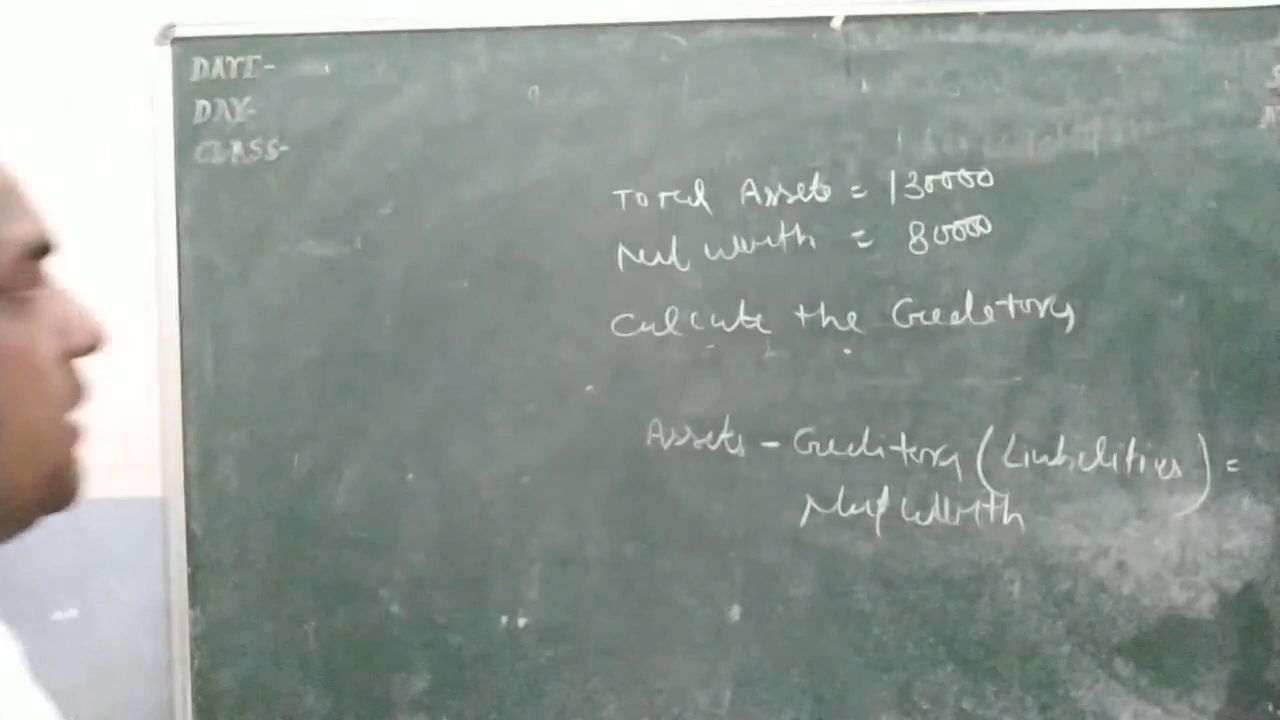 DATE-
DAY-
CLASS-
Total Assets = 130000
Net worth = 80000
Calculate the Creditors
Assets - Creditors (Liabilities) =
Net worth